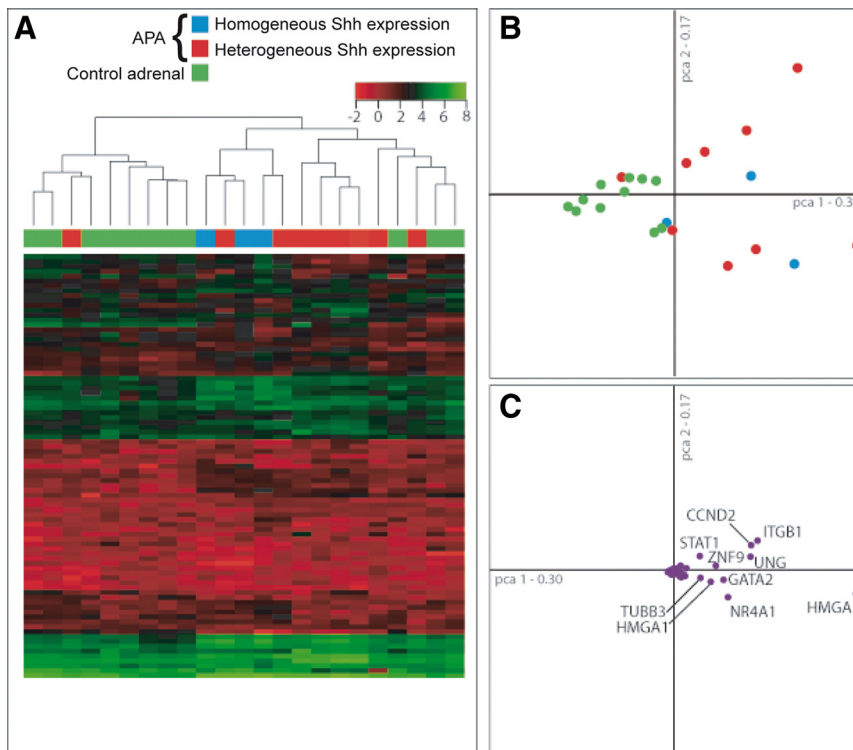 A
APA { Homogeneous Shh expression
Heterogeneous Shh expression
Control adrenal
-2 0 2 4 6 8
B
pca 2 - 0.17
pca 1 - 0.3
C
pca 2 - 0.17
CCND2
ITGB1
STAT1
ZNF9
UNG
pca 1 - 0.30
GATA2
TUBB3
HMGA1
NR4A1
HMGA